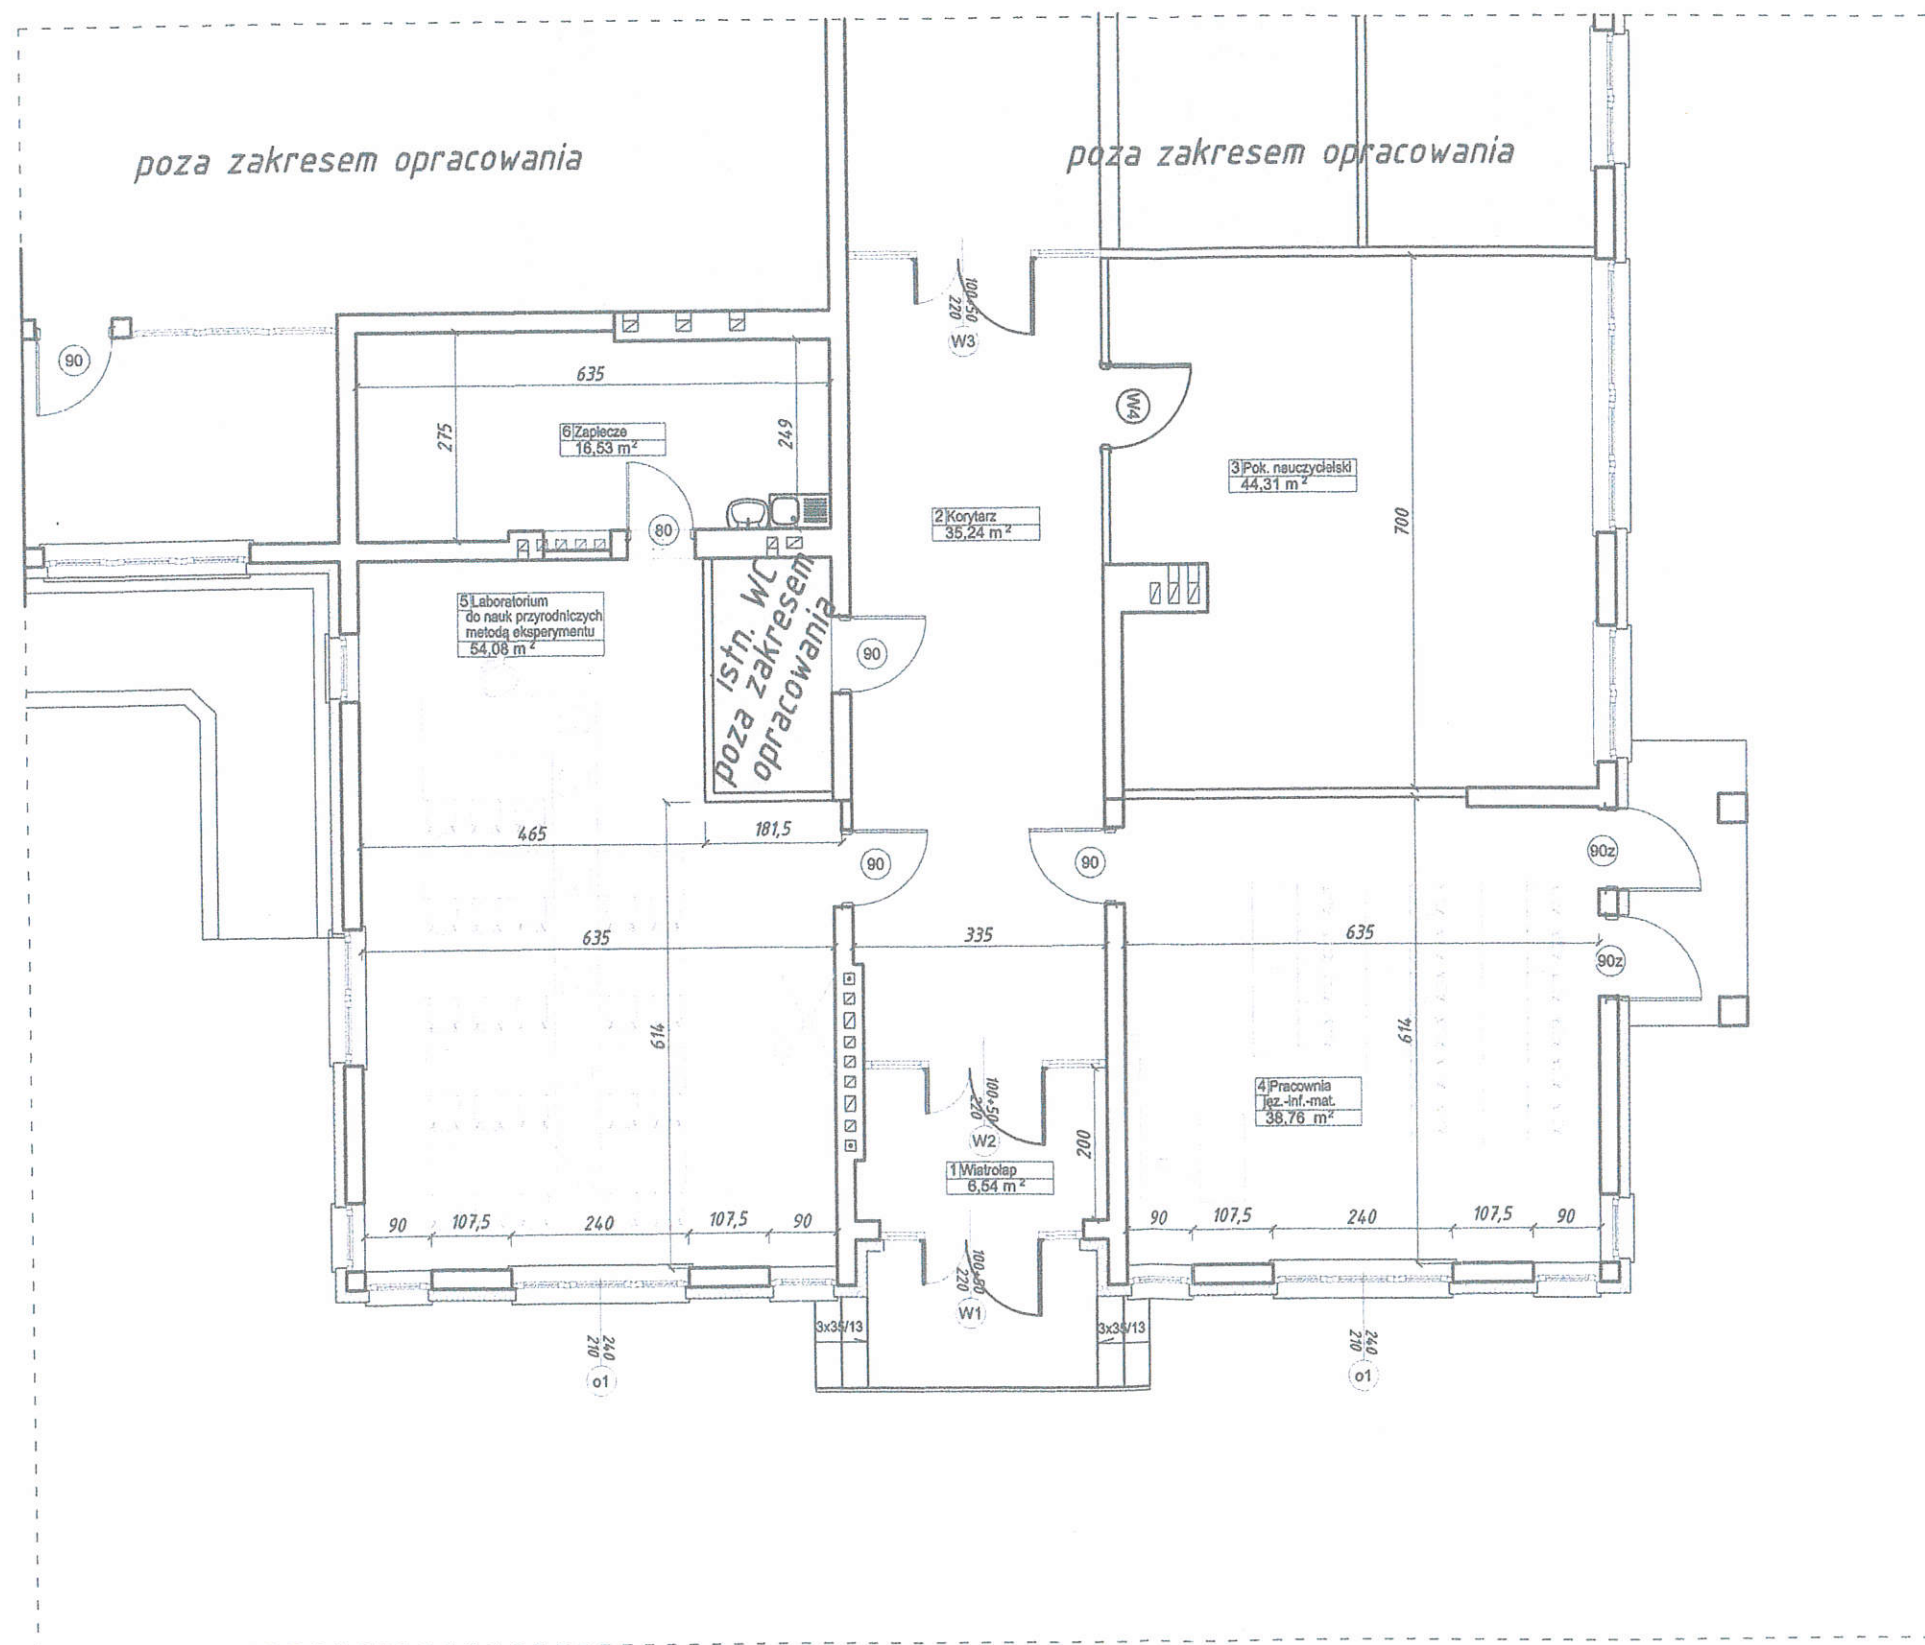 poza zakresem opracowania
poza zakresem opracowania
100+50
220
W3
90
635
W4
275
6 Zaplecze
16,53 m²
249
3 Pok. nauczycielski
44,31 m²
80
2 Korytarz
35,24 m²
700
istn. WC
poza zakresem
opracowania
5 Laboratorium
do nauk przyrodniczych
metodą eksperymentu
54,08 m²
90
465
181,5
90
90
90z
635
335
635
90z
614
614
100+50
220
W2
4 Pracownia
jęz.-inf.-mat.
38,76 m²
200
1 Wiatrołap
6,54 m²
90
107,5
240
107,5
90
90
107,5
240
107,5
90
220
W1
3x35/13
3x35/13
240
210
o1
240
210
o1